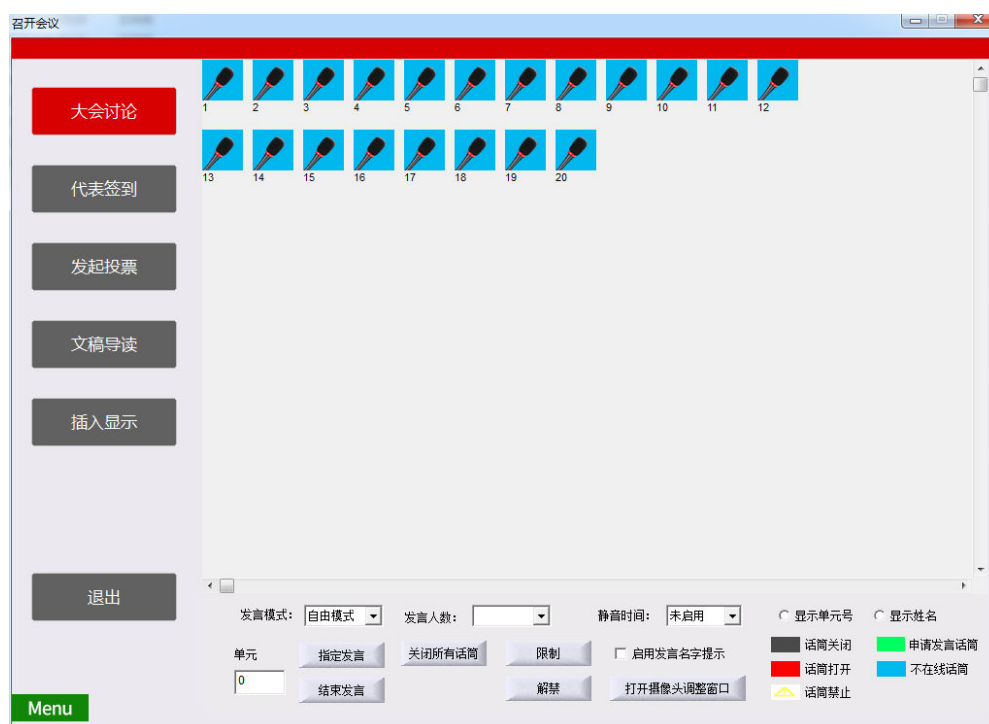 召开会议
大会讨论
代表签到
发起投票
文稿导读
插入显示
退出
Menu
1 2 3 4 5 6 7 8 9 10 11 12
13 14 15 16 17 18 19 20
发言模式: 自由模式 发言人数: 静音时间: 未启用 显示单元号 显示姓名
单元 指定发言 关闭所有话筒 限制 启用发言名字提示 话筒关闭 申请发言话筒
话筒打开 不在线话筒
0 结束发言 解禁 打开摄像头调整窗口 话筒禁止